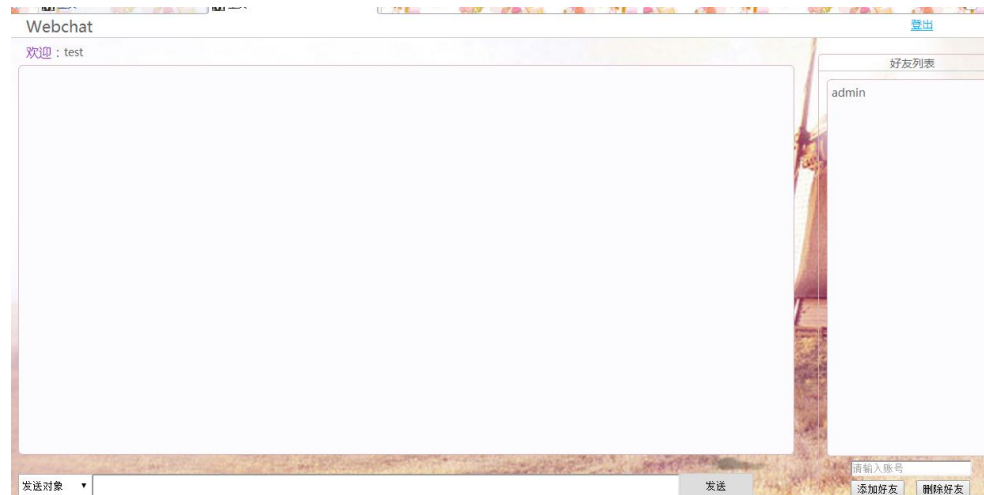 Webchat
登出
欢迎：test
好友列表
admin
请输入账号
发送对象
发送
添加好友
删除好友